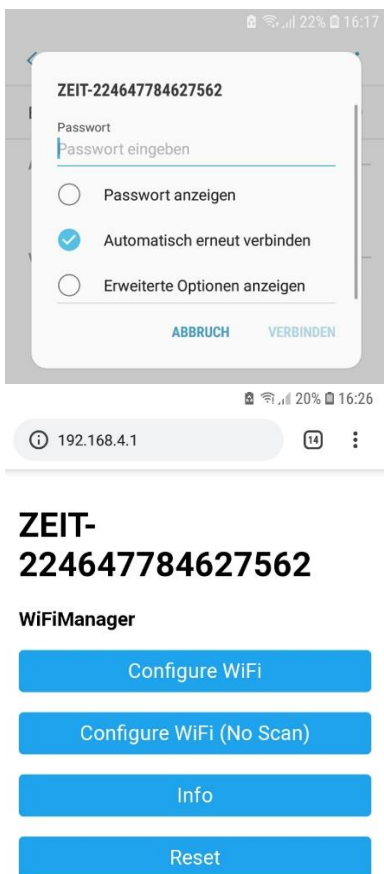 22% 16:17
ZEIT-224647784627562
Passwort
Passwort eingeben
Passwort anzeigen
Automatisch erneut verbinden
Erweiterte Optionen anzeigen
ABBRUCH VERBINDEN
20% 16:26
192.168.4.1 14
ZEIT-
224647784627562
WiFiManager
Configure WiFi
Configure WiFi (No Scan)
Info
Reset